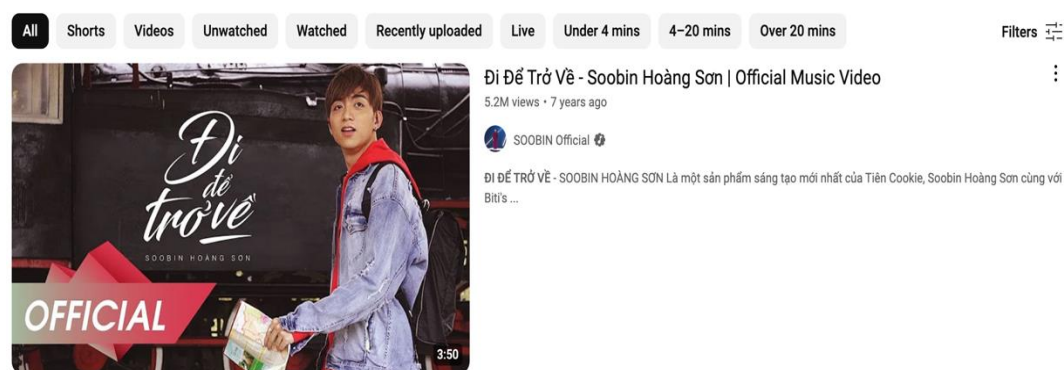 All Shorts Videos Unwatched Watched Recently uploaded Live Under 4 mins 4–20 mins Over 20 mins Filters
Đi
để
trở về
SOOBIN HOÀNG SƠN
OFFICIAL
3:50
Đi Để Trở Về - Soobin Hoàng Sơn | Official Music Video
5.2M views • 7 years ago
SOOBIN Official
ĐI ĐỂ TRỞ VỀ - SOOBIN HOÀNG SƠN Là một sản phẩm sáng tạo mới nhất của Tiên Cookie, Soobin Hoàng Sơn cùng với
Biti's ...